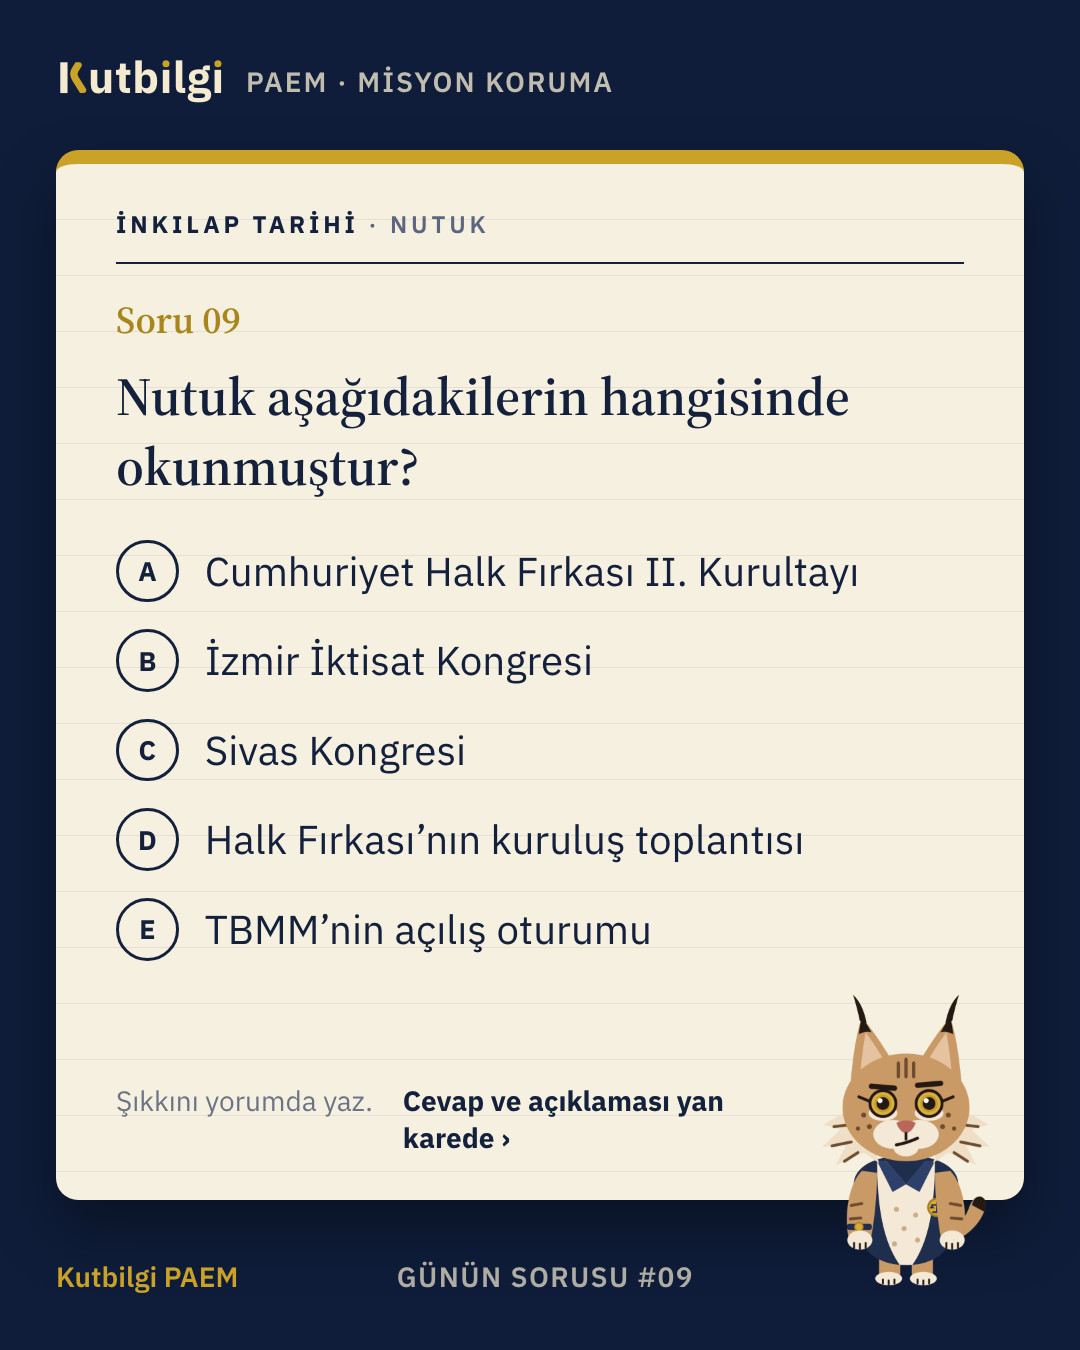 Kutbilgi PAEM · MİSYON KORUMA
İNKILAP TARİHİ · NUTUK
Soru 09
Nutuk aşağıdakilerin hangisinde
okunmuştur?
A Cumhuriyet Halk Fırkası II. Kurultayı
B İzmir İktisat Kongresi
C Sivas Kongresi
D Halk Fırkası’nın kuruluş toplantısı
E TBMM’nin açılış oturumu
Şıkkını yorumda yaz. Cevap ve açıklaması yan
karede ›
Kutbilgi PAEM GÜNÜN SORUSU #09